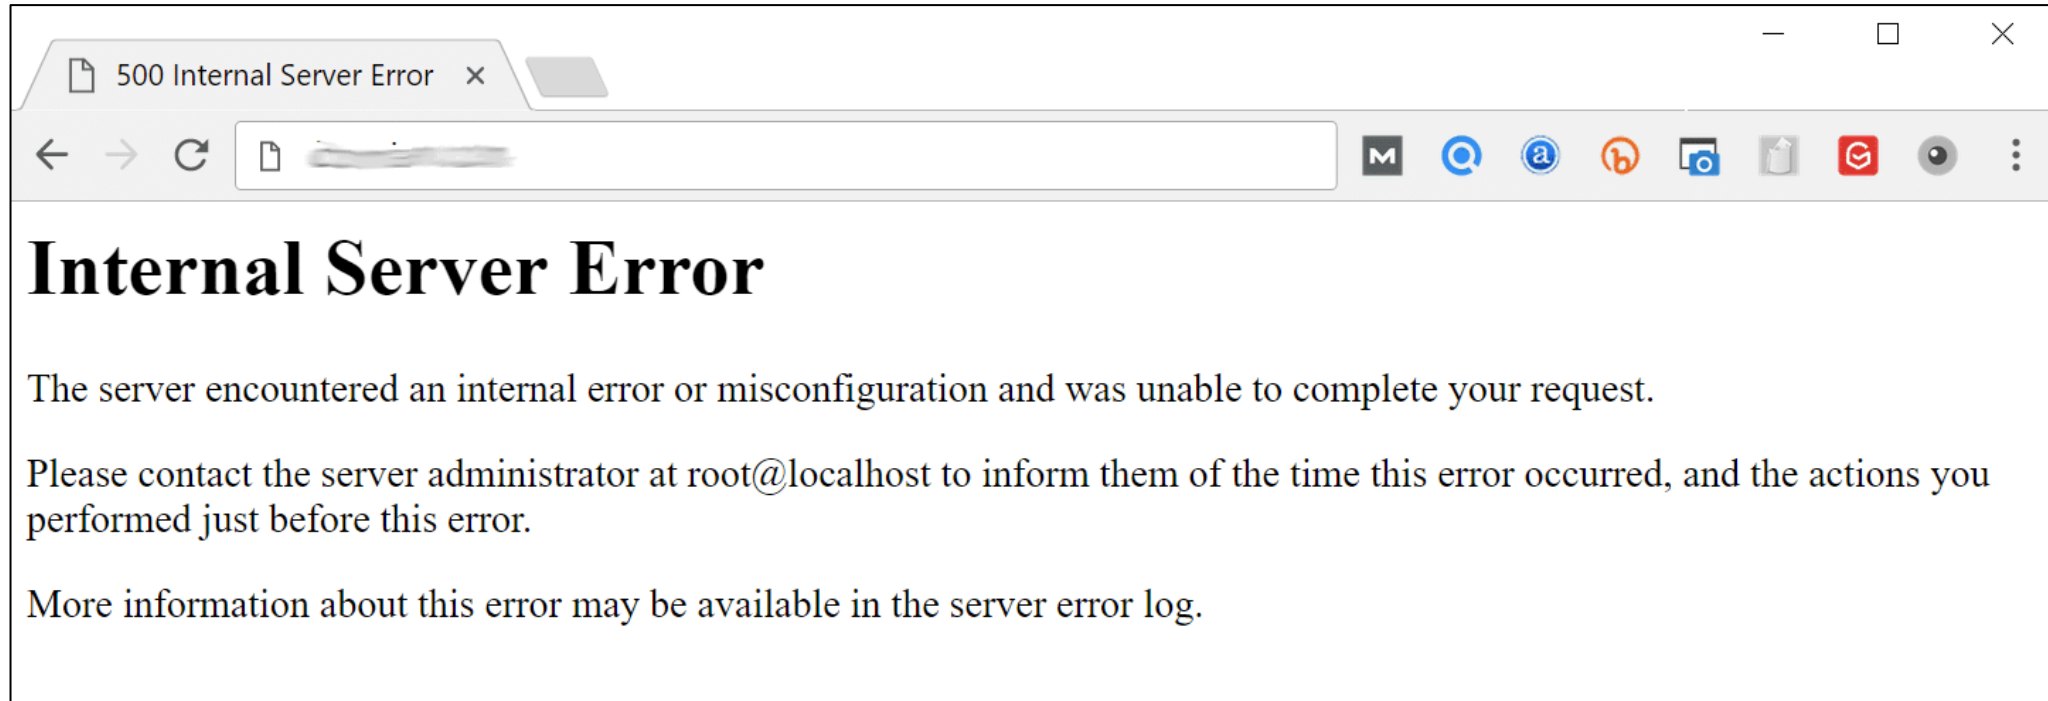 500 Internal Server Error
Internal Server Error
The server encountered an internal error or misconfiguration and was unable to complete your request.
Please contact the server administrator at root@localhost to inform them of the time this error occurred, and the actions you
performed just before this error.
More information about this error may be available in the server error log.